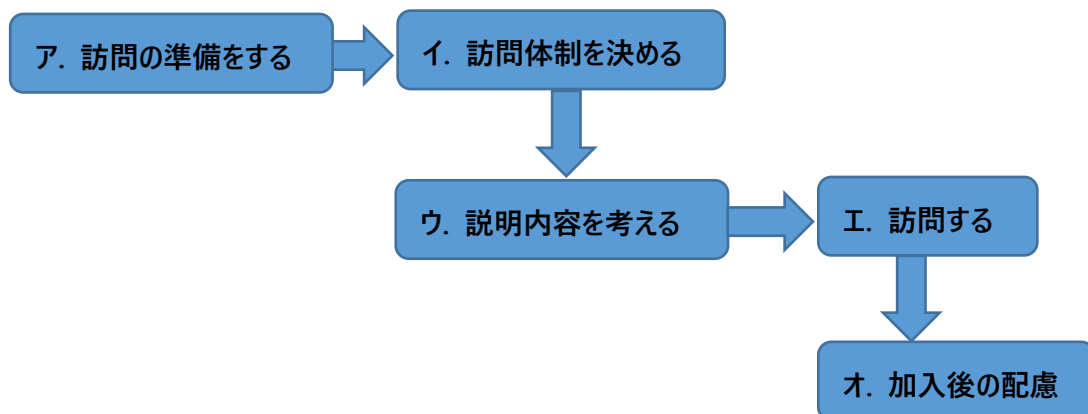 ア. 訪問の準備をする
イ. 訪問体制を決める
ウ. 説明内容を考える
エ. 訪問する
オ. 加入後の配慮